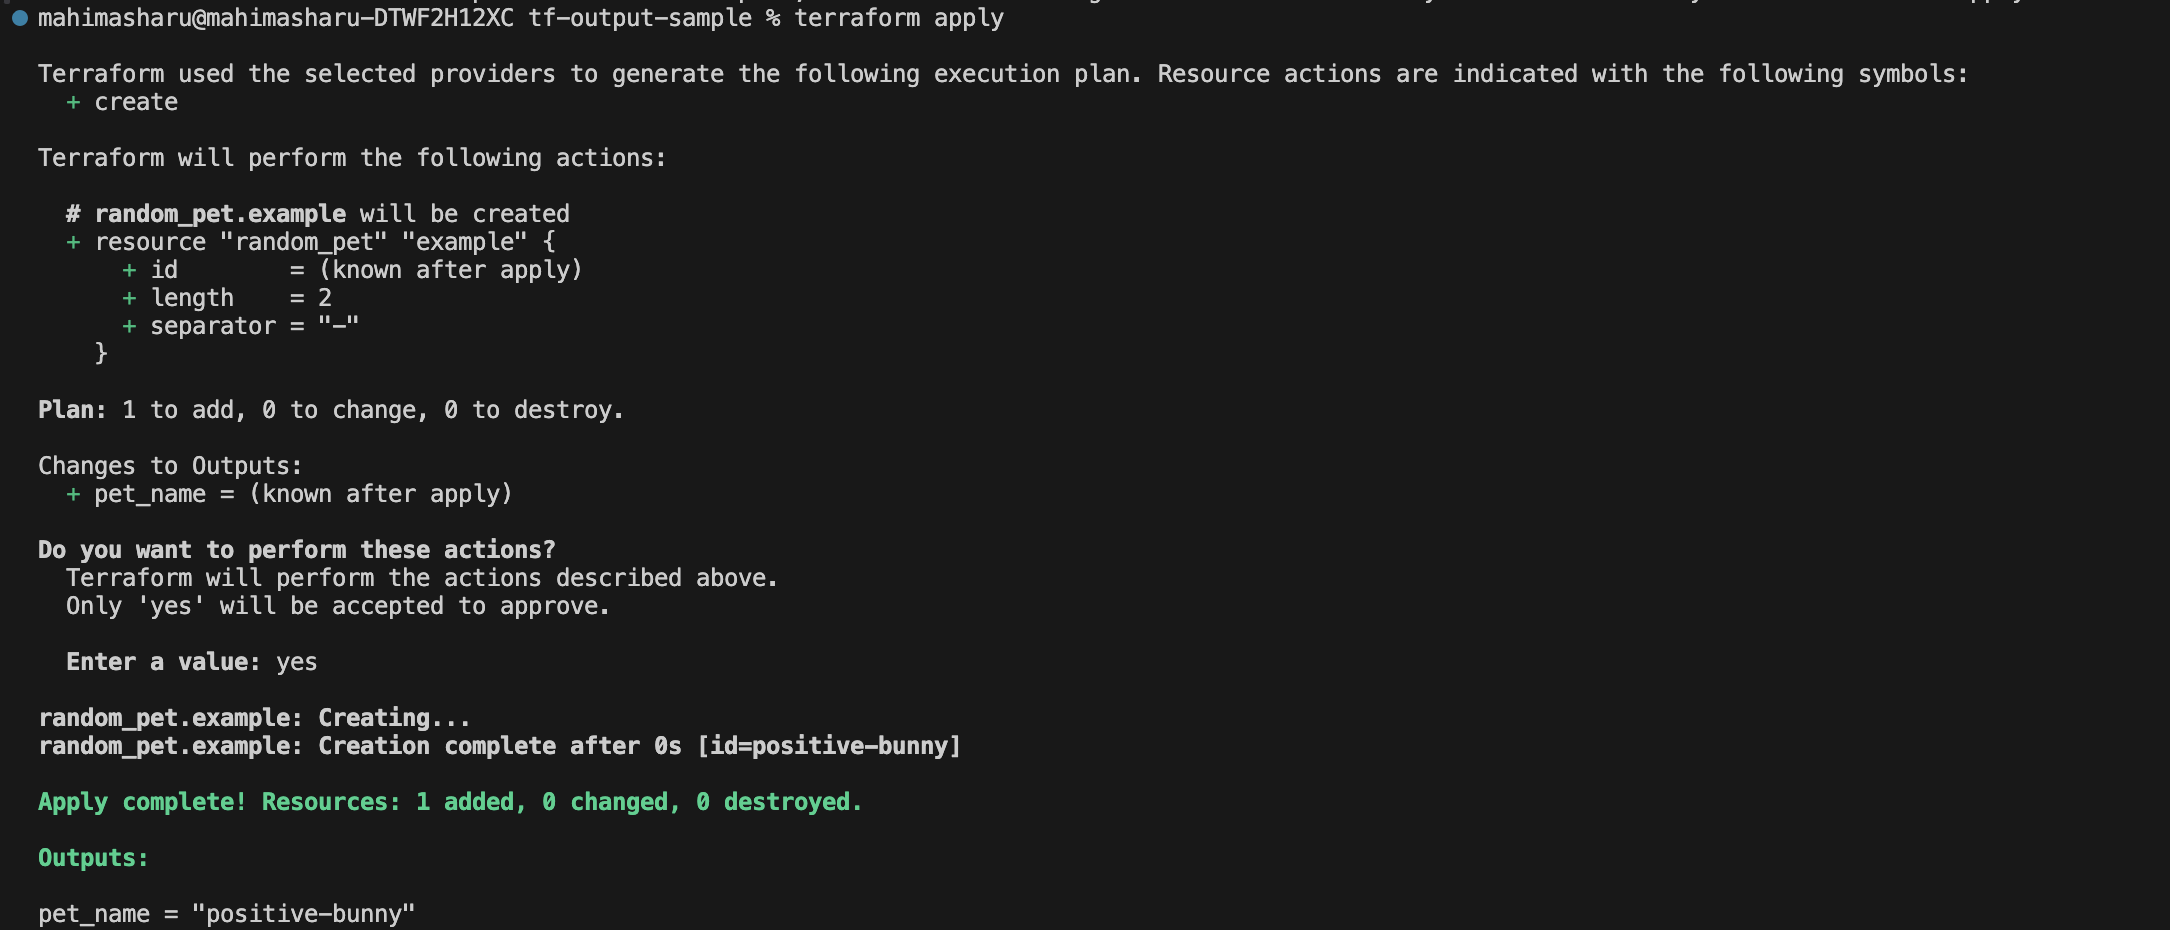 mahimasharu@mahimasharu-DTWF2H12XC tf-output-sample % terraform apply
Terraform used the selected providers to generate the following execution plan. Resource actions are indicated with the following symbols:
+ create
Terraform will perform the following actions:
# random_pet.example will be created
+ resource "random_pet" "example" {
+ id        = (known after apply)
+ length    = 2
+ separator = "-"
}
Plan: 1 to add, 0 to change, 0 to destroy.
Changes to Outputs:
+ pet_name = (known after apply)
Do you want to perform these actions?
Terraform will perform the actions described above.
Only 'yes' will be accepted to approve.
Enter a value: yes
random_pet.example: Creating...
random_pet.example: Creation complete after 0s [id=positive-bunny]
Apply complete! Resources: 1 added, 0 changed, 0 destroyed.
Outputs:
pet_name = "positive-bunny"